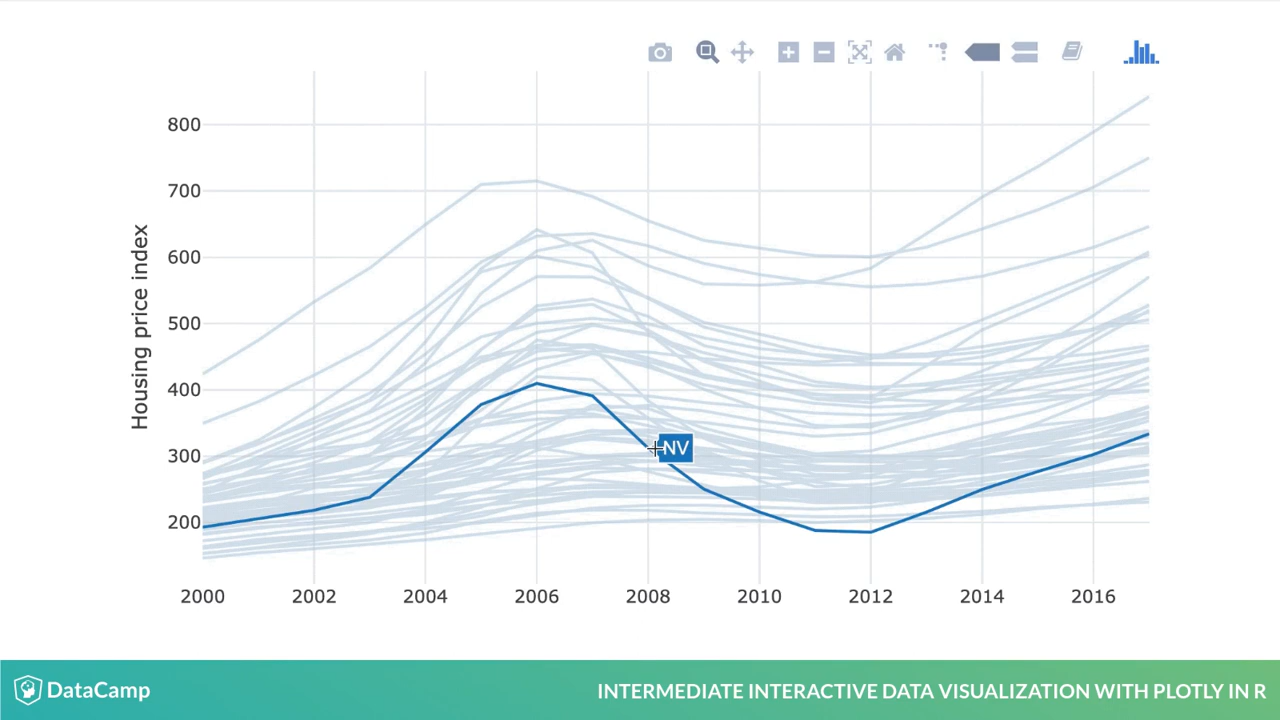 800
700
600
500
400
300
200
Housing price index
NV
2000 2002 2004 2006 2008 2010 2012 2014 2016
DataCamp
INTERMEDIATE INTERACTIVE DATA VISUALIZATION WITH PLOTLY IN R